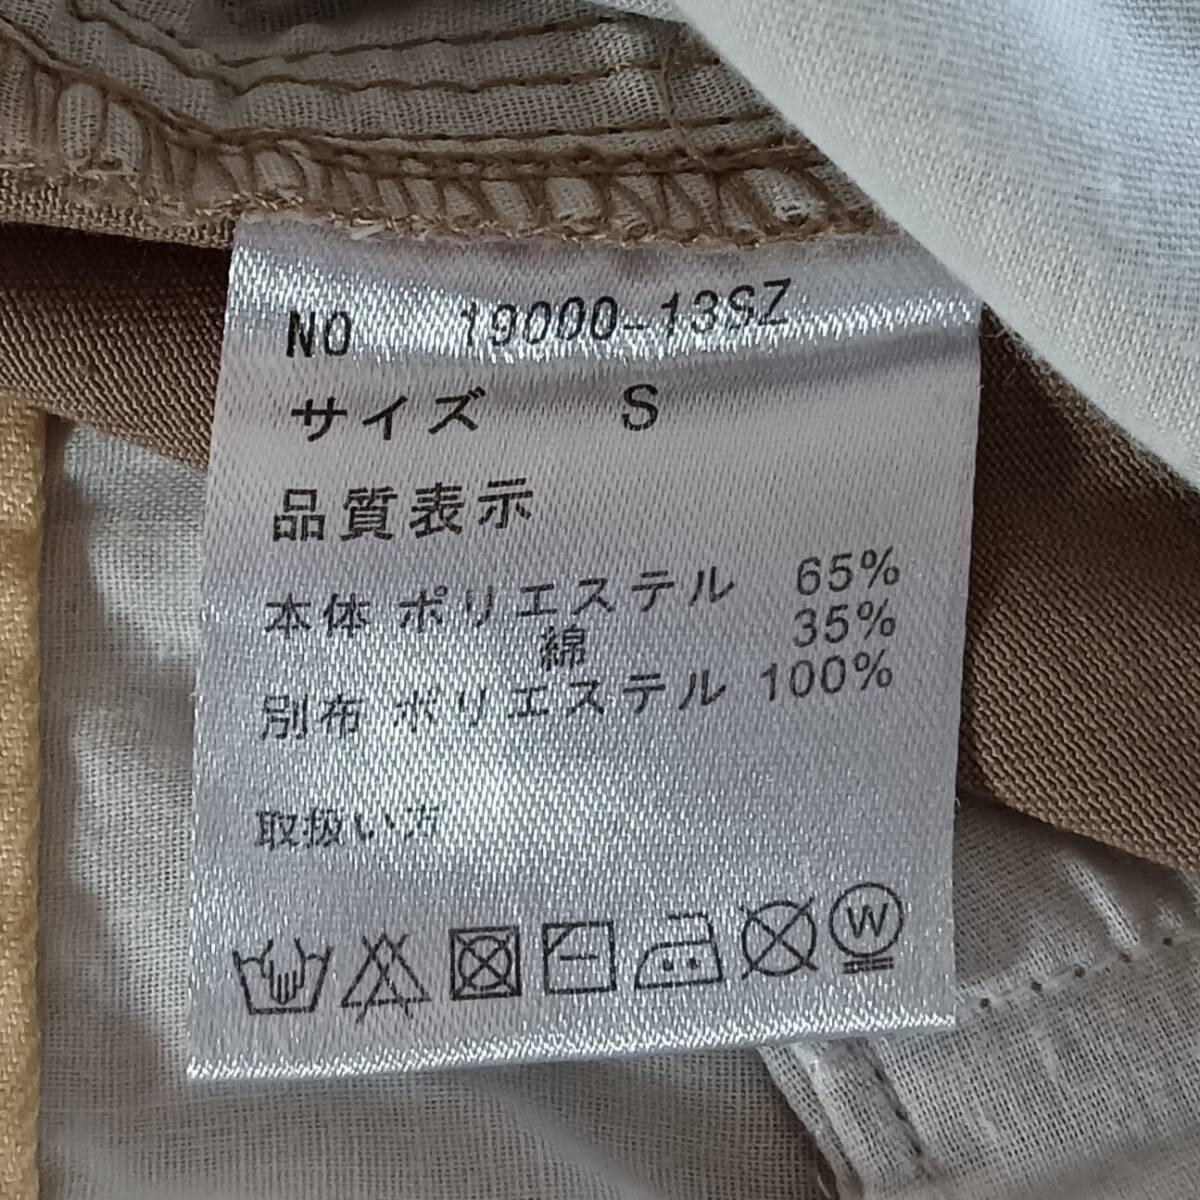 NO 19000-13SZ
サイズ S
品質表示
本体 ポリエステル 65%
綿 35%
別布 ポリエステル 100%
取扱い方
W